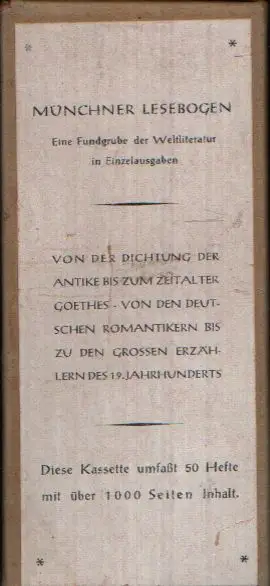 MÜNCHNER LESEBOGEN
Eine Fundgrube der Weltliteratur
in Einzelausgaben
VON DER DICHTUNG DER
ANTIKE BIS ZUM ZEITALTER
GOETHES · VON DEN DEUT-
SCHEN ROMANTIKERN BIS
ZU DEN GROSSEN ERZÄH-
LERN DES 19. JAHRHUNDERTS
Diese Kassette umfaßt 50 Hefte
mit über 1000 Seiten Inhalt.